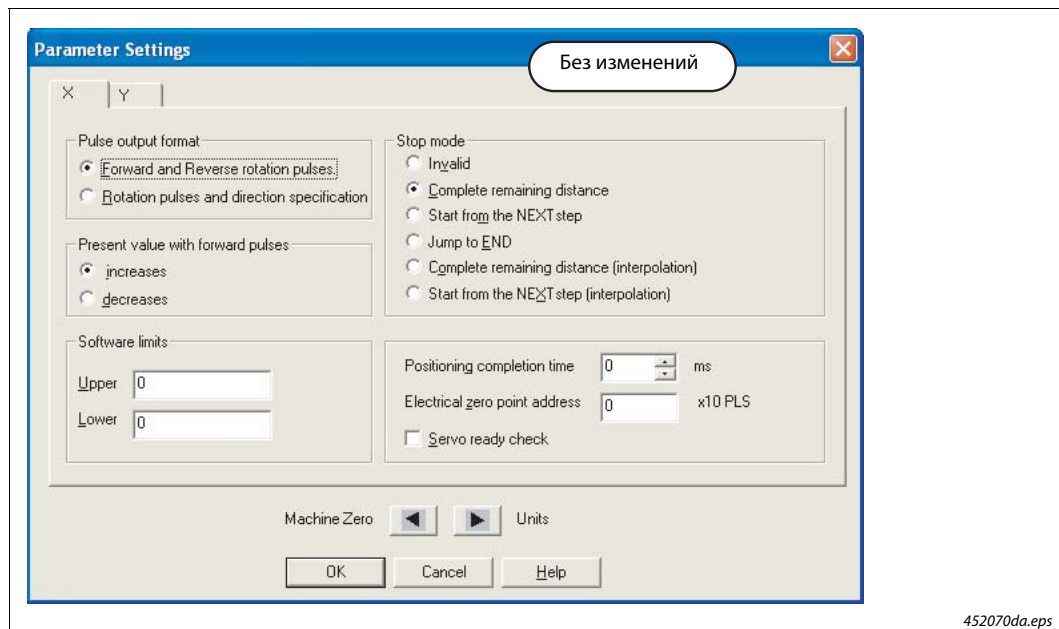 Parameter Settings
Без изменений
X Y
Pulse output format
Forward and Reverse rotation pulses.
Rotation pulses and direction specification
Present value with forward pulses
increases
decreases
Software limits
Upper 0
Lower 0
Stop mode
Invalid
Complete remaining distance
Start from the NEXT step
Jump to END
Complete remaining distance (interpolation)
Start from the NEXT step (interpolation)
Positioning completion time 0 ms
Electrical zero point address 0 x10 PLS
Servo ready check
Machine Zero Units
OK Cancel Help
452070da.eps